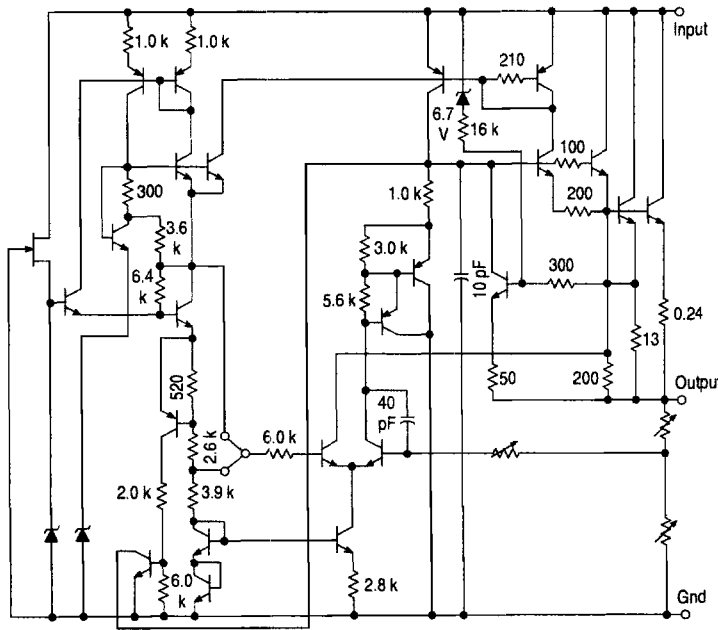 Input
1.0 k
1.0 k
210
6.7
V
16 k
100
300
1.0 k
200
3.6
k
3.0 k
6.4
k
5.6 k
10 pF
300
0.24
13
520
50
200
Output
40
pF
2.6 k
6.0 k
2.0 k
3.9 k
6.0
k
2.8 k
Gnd